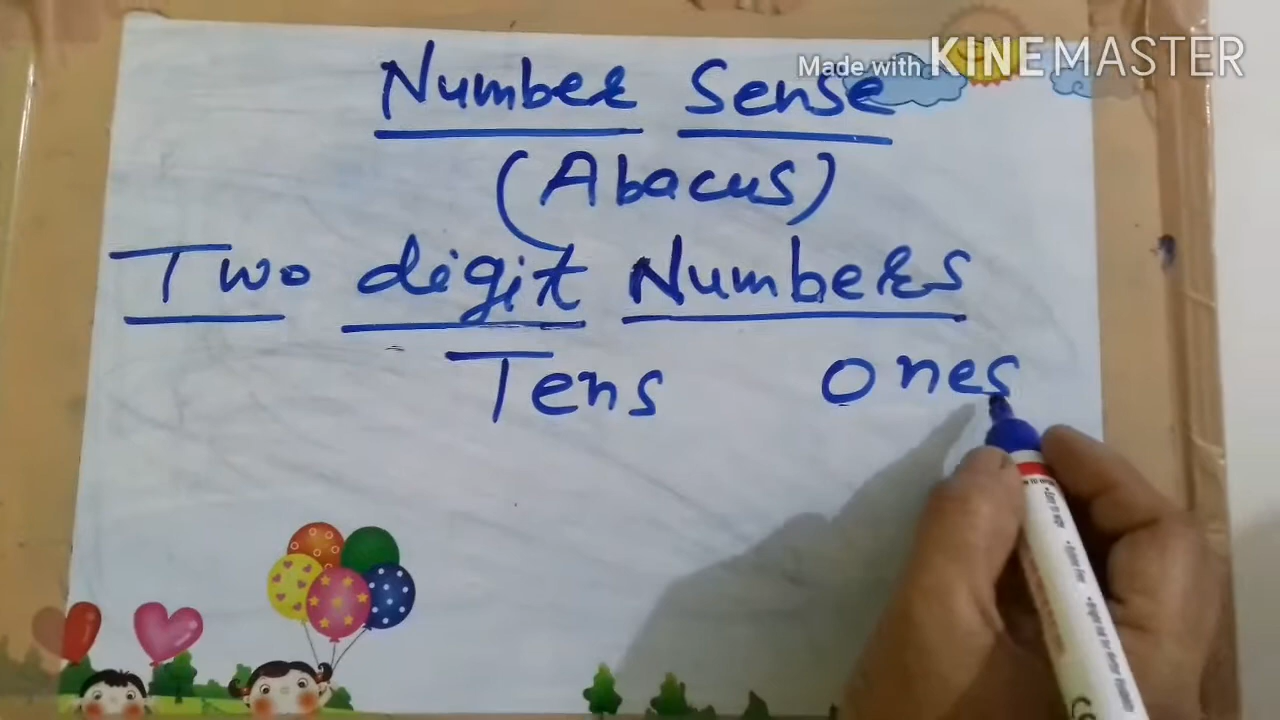 Made with KINEMASTER
Number Sense
(Abacus)
Two digit Numbers
Tens Ones